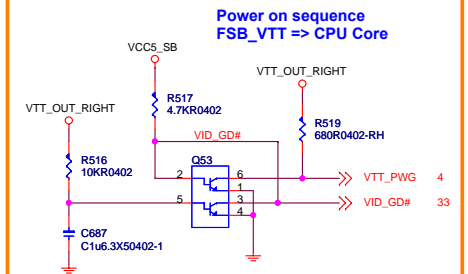 Power on sequence
FSB_VTT => CPU Core
VCC5_SB
VTT_OUT_RIGHT
VTT_OUT_RIGHT
R517
4.7KR0402
R519
680R0402-RH
VID_GD#
R516
10KR0402
Q53
2
6
VTT_PWG 4
1
5
3
VID_GD# 33
4
C687
C1u6.3X50402-1